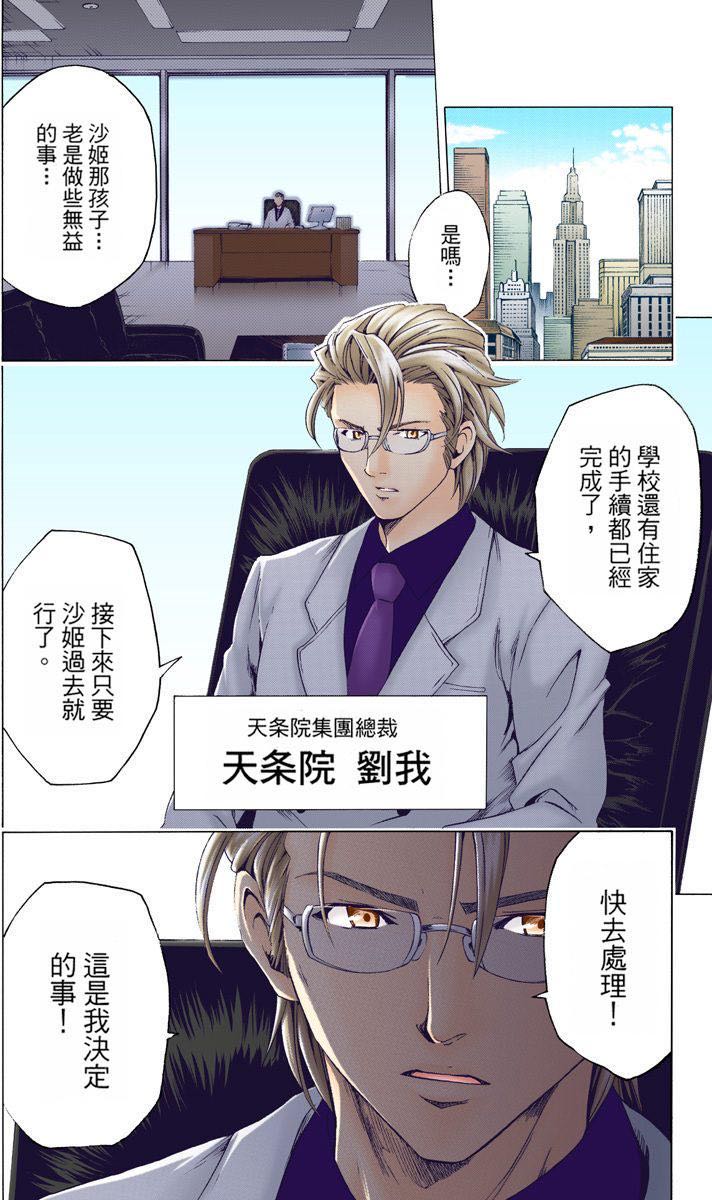 是嗎⋯
沙姬那孩子⋯
老是做些無益
的事⋯
學校還有住家
的手續都已經
完成了，
接下來只要
沙姬過去就
行了。
天条院集團總裁
天条院 劉我
快去處理！
這是我決定
的事！